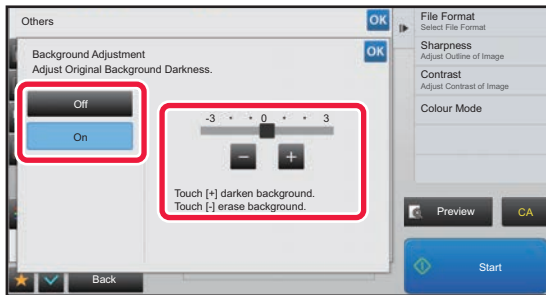 Others
OK
Background Adjustment
Adjust Original Background Darkness.
OK
Off
On
-3 • • 0 • • 3
− +
Touch [+] darken background.
Touch [-] erase background.
Back
File Format
Select File Format
Sharpness
Adjust Outline of Image
Contrast
Adjust Contrast of Image
Colour Mode
Preview
CA
Start